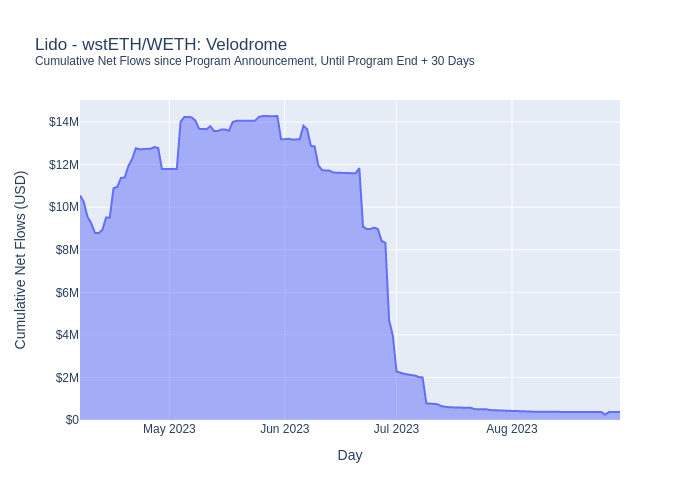 Lido - wstETH/WETH: Velodrome
Cumulative Net Flows since Program Announcement, Until Program End + 30 Days
Cumulative Net Flows (USD)
$14M
$12M
$10M
$8M
$6M
$4M
$2M
$0
May 2023
Jun 2023
Jul 2023
Aug 2023
Day